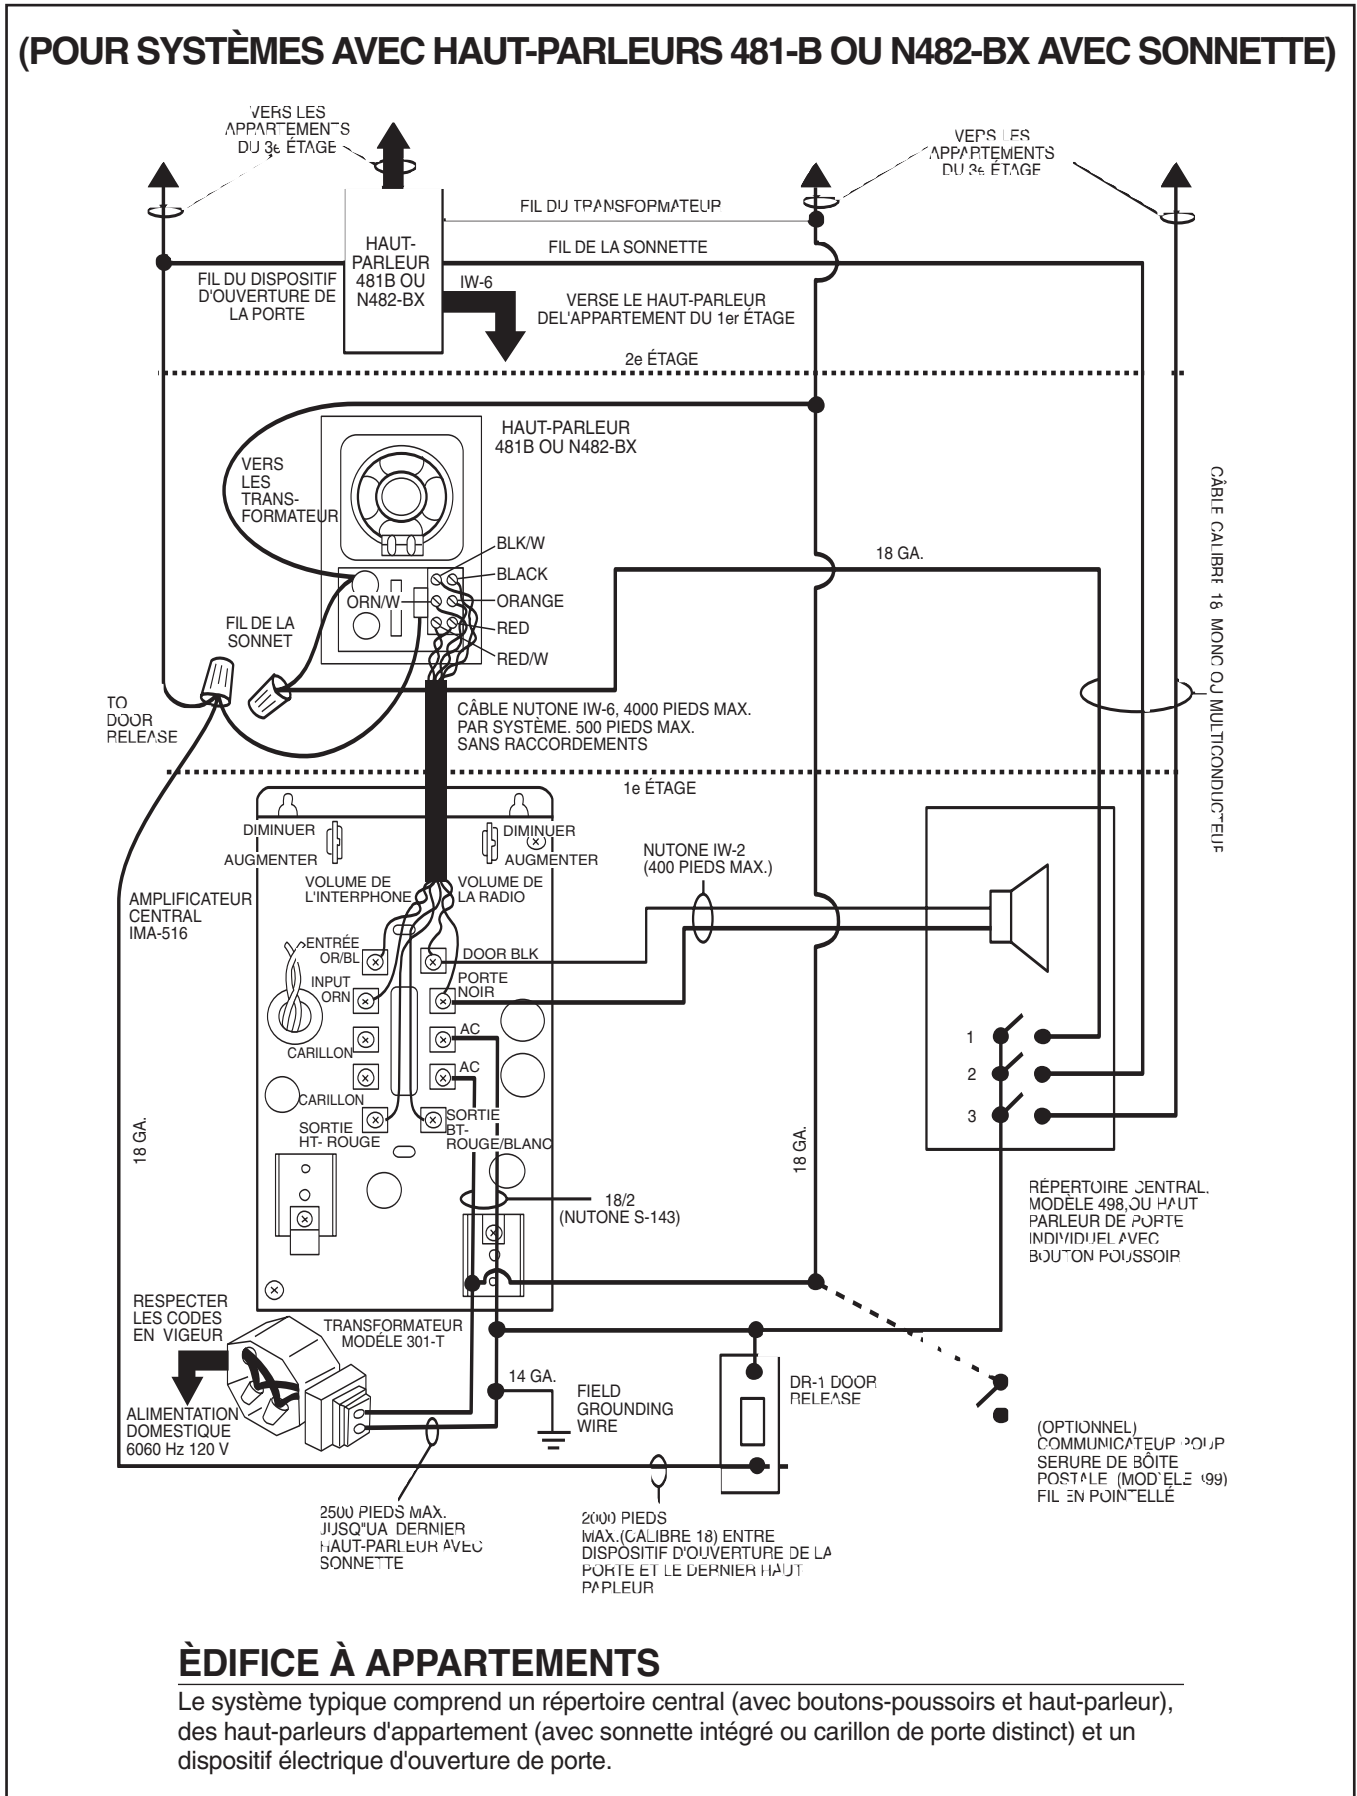 (POUR SYSTÈMES AVEC HAUT-PARLEURS 481-B OU N482-BX AVEC SONNETTE)
VERS LES
APPARTEMENTS
DU 3e ÉTAGE
VERS LES
APPARTEMENTS
DU 3e ÉTAGE
FIL DU TRANSFORMATEUR
FIL DE LA SONNETTE
HAUT-
PARLEUR
481B OU
N482-BX
FIL DU DISPOSITIF
D'OUVERTURE DE
LA PORTE
IW-6
VERSE LE HAUT-PARLEUR
DEL'APPARTEMENT DU 1er ÉTAGE
2e ÉTAGE
HAUT-PARLEUR
481B OU N482-BX
VERS
LES
TRANS-
FORMATEUR
BLK/W
BLACK
ORN/W
ORANGE
RED
RED/W
18 GA.
CÂBLE CALIBRE 18 MONO OU MULTICONDUCTEUR
FIL DE LA
SONNET
TO
DOOR
RELEASE
CÂBLE NUTONE IW-6, 4000 PIEDS MAX.
PAR SYSTÈME. 500 PIEDS MAX.
SANS RACCORDEMENTS
1e ÉTAGE
DIMINUER
AUGMENTER
DIMINUER
AUGMENTER
VOLUME DE
L'INTERPHONE
VOLUME DE
LA RADIO
NUTONE IW-2
(400 PIEDS MAX.)
AMPLIFICATEUR
CENTRAL
IMA-516
ENTRÉE
OR/BL
DOOR BLK
INPUT
ORN
PORTE
NOIR
AC
CARILLON
AC
CARILLON
SORTIE
HT- ROUGE
SORTIE
BT-
ROUGE/BLANC
1
2
3
18 GA.
18 GA.
18/2
(NUTONE S-143)
RÉPERTOIRE CENTRAL,
MODÈLE 498,OU HAUT
PARLEUR DE PORTE
INDIVIDUEL AVEC
BOUTON POUSSOIR
RESPECTER
LES CODES
EN VIGEUR
TRANSFORMATEUR
MODÉLE 301-T
14 GA.
FIELD
GROUNDING
WIRE
DR-1 DOOR
RELEASE
ALIMENTATION
DOMESTIQUE
6060 Hz 120 V
(OPTIONNEL)
COMMUNICATEUR POUR
SERURE DE BÔITE
POSTALE (MOD`ELE 499)
FIL EN POINTELLÉ
2500 PIEDS MAX.
JUSQ"UA DERNIER
HAUT-PARLEUR AVEC
SONNETTE
2000 PIEDS
MAX.(CALIBRE 18) ENTRE
DISPOSITIF D'OUVERTURE DE LA
PORTE ET LE DERNIER HAUT
PARLEUR
ÈDIFICE À APPARTEMENTS
Le système typique comprend un répertoire central (avec boutons-poussoirs et haut-parleur),
des haut-parleurs d'appartement (avec sonnette intégré ou carillon de porte distinct) et un
dispositif électrique d'ouverture de porte.